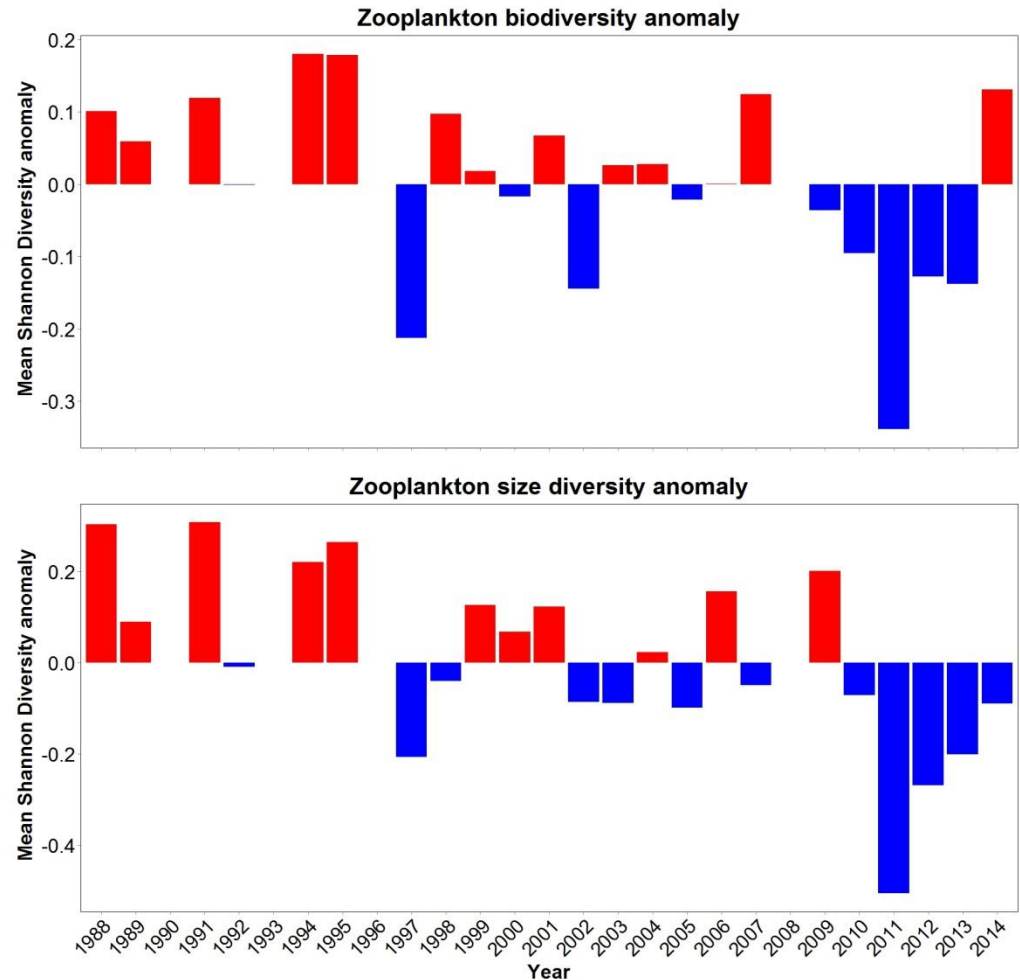 Zooplankton biodiversity anomaly
Mean Shannon Diversity anomaly
0.2
0.1
0.0
-0.1
-0.2
-0.3
Zooplankton size diversity anomaly
Mean Shannon Diversity anomaly
0.2
0.0
-0.2
-0.4
1988 1989 1990 1991 1992 1993 1994 1995 1996 1997 1998 1999 2000 2001 2002 2003 2004 2005 2006 2007 2008 2009 2010 2011 2012 2013 2014
Year